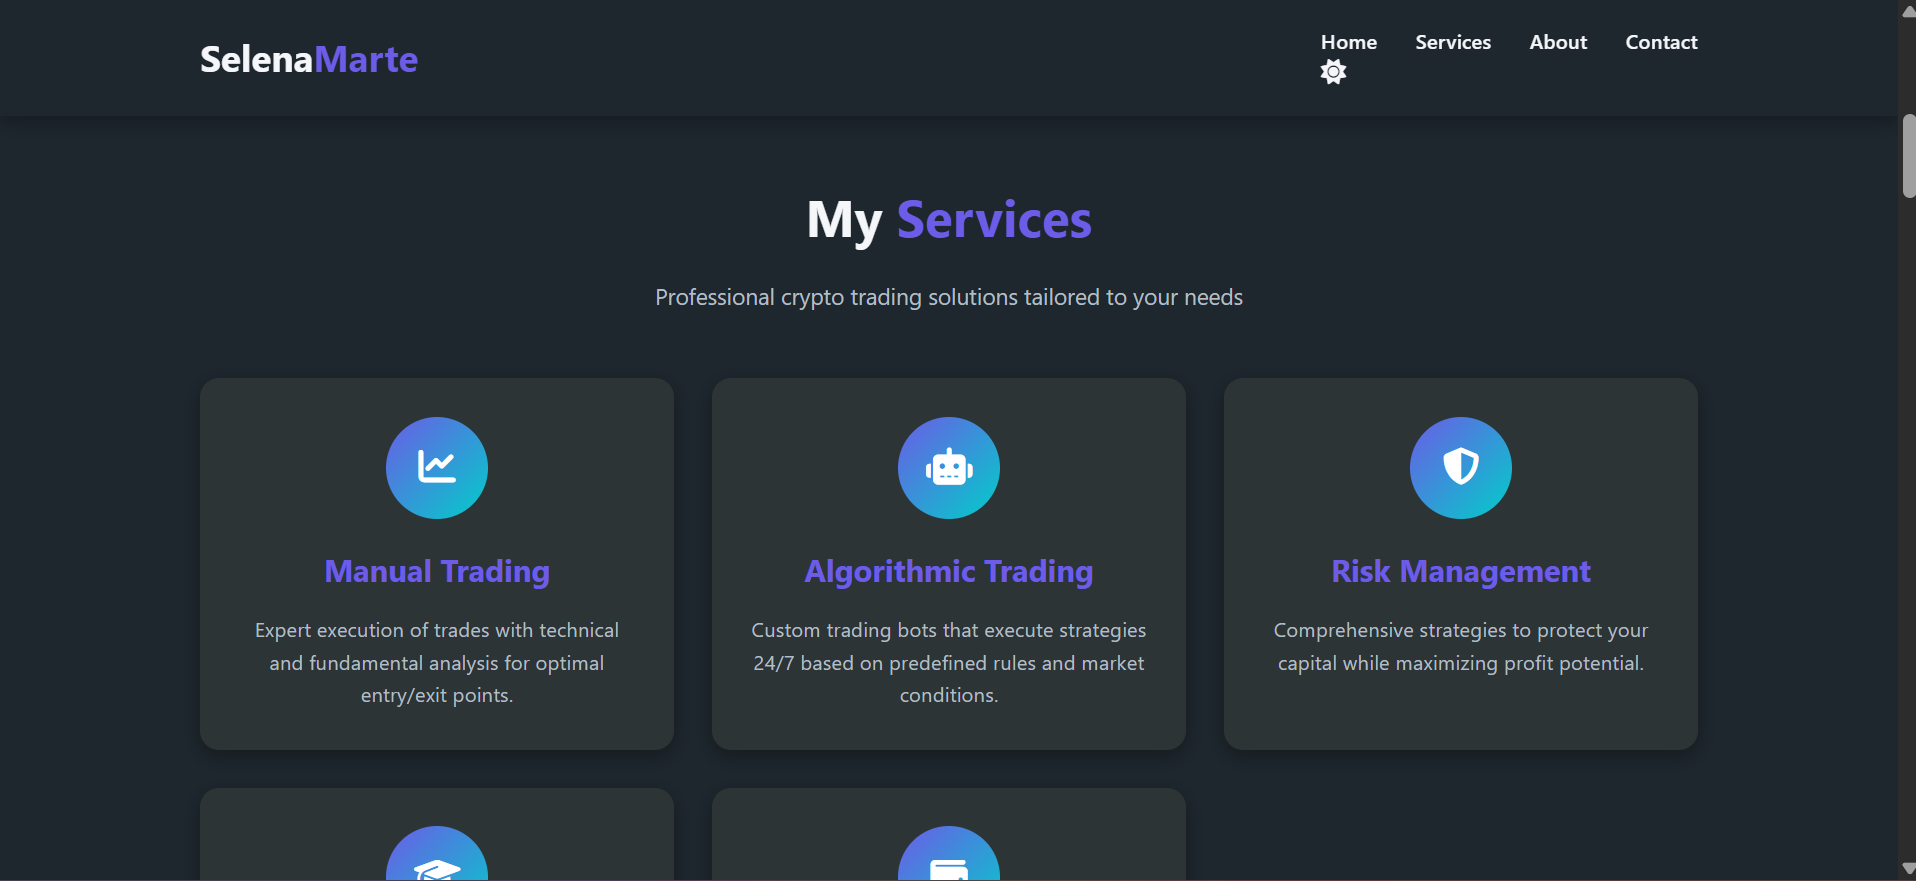 SelenaMarte
Home Services About Contact
My Services
Professional crypto trading solutions tailored to your needs
Manual Trading
Expert execution of trades with technical
and fundamental analysis for optimal
entry/exit points.
Algorithmic Trading
Custom trading bots that execute strategies
24/7 based on predefined rules and market
conditions.
Risk Management
Comprehensive strategies to protect your
capital while maximizing profit potential.